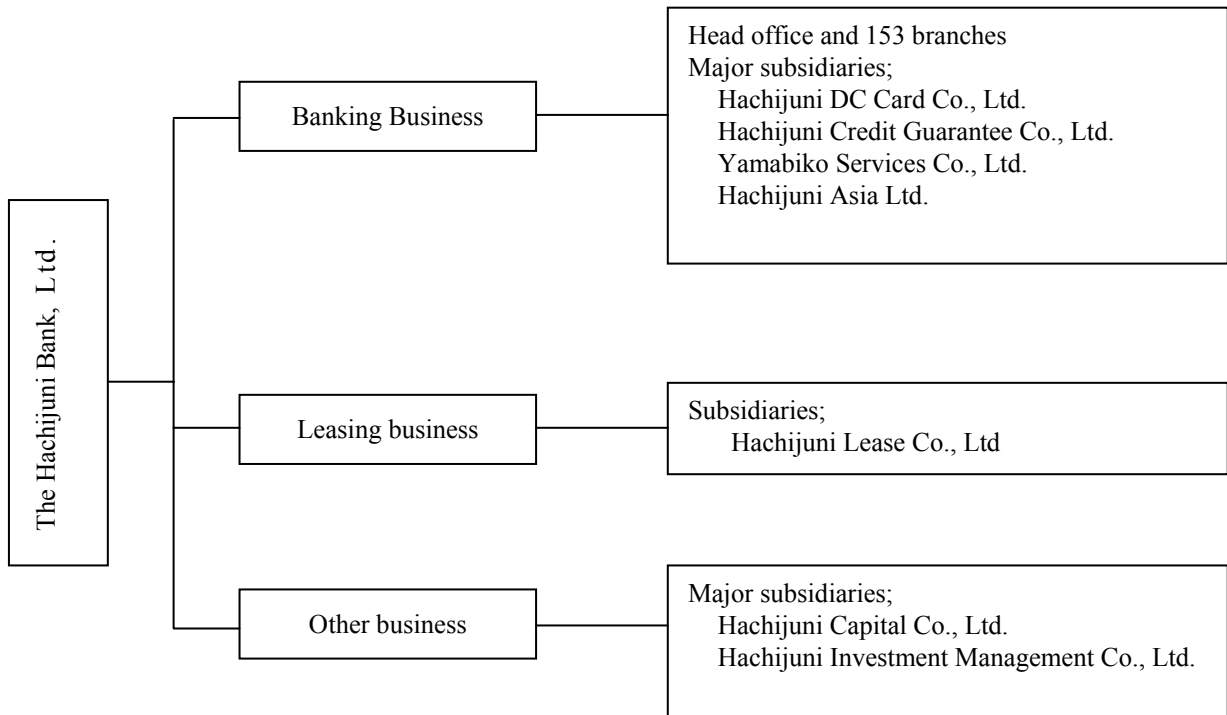 The Hachijuni Bank, Ltd.
Banking Business
Head office and 153 branches
Major subsidiaries;
Hachijuni DC Card Co., Ltd.
Hachijuni Credit Guarantee Co., Ltd.
Yamabiko Services Co., Ltd.
Hachijuni Asia Ltd.
Leasing business
Subsidiaries;
Hachijuni Lease Co., Ltd
Other business
Major subsidiaries;
Hachijuni Capital Co., Ltd.
Hachijuni Investment Management Co., Ltd.